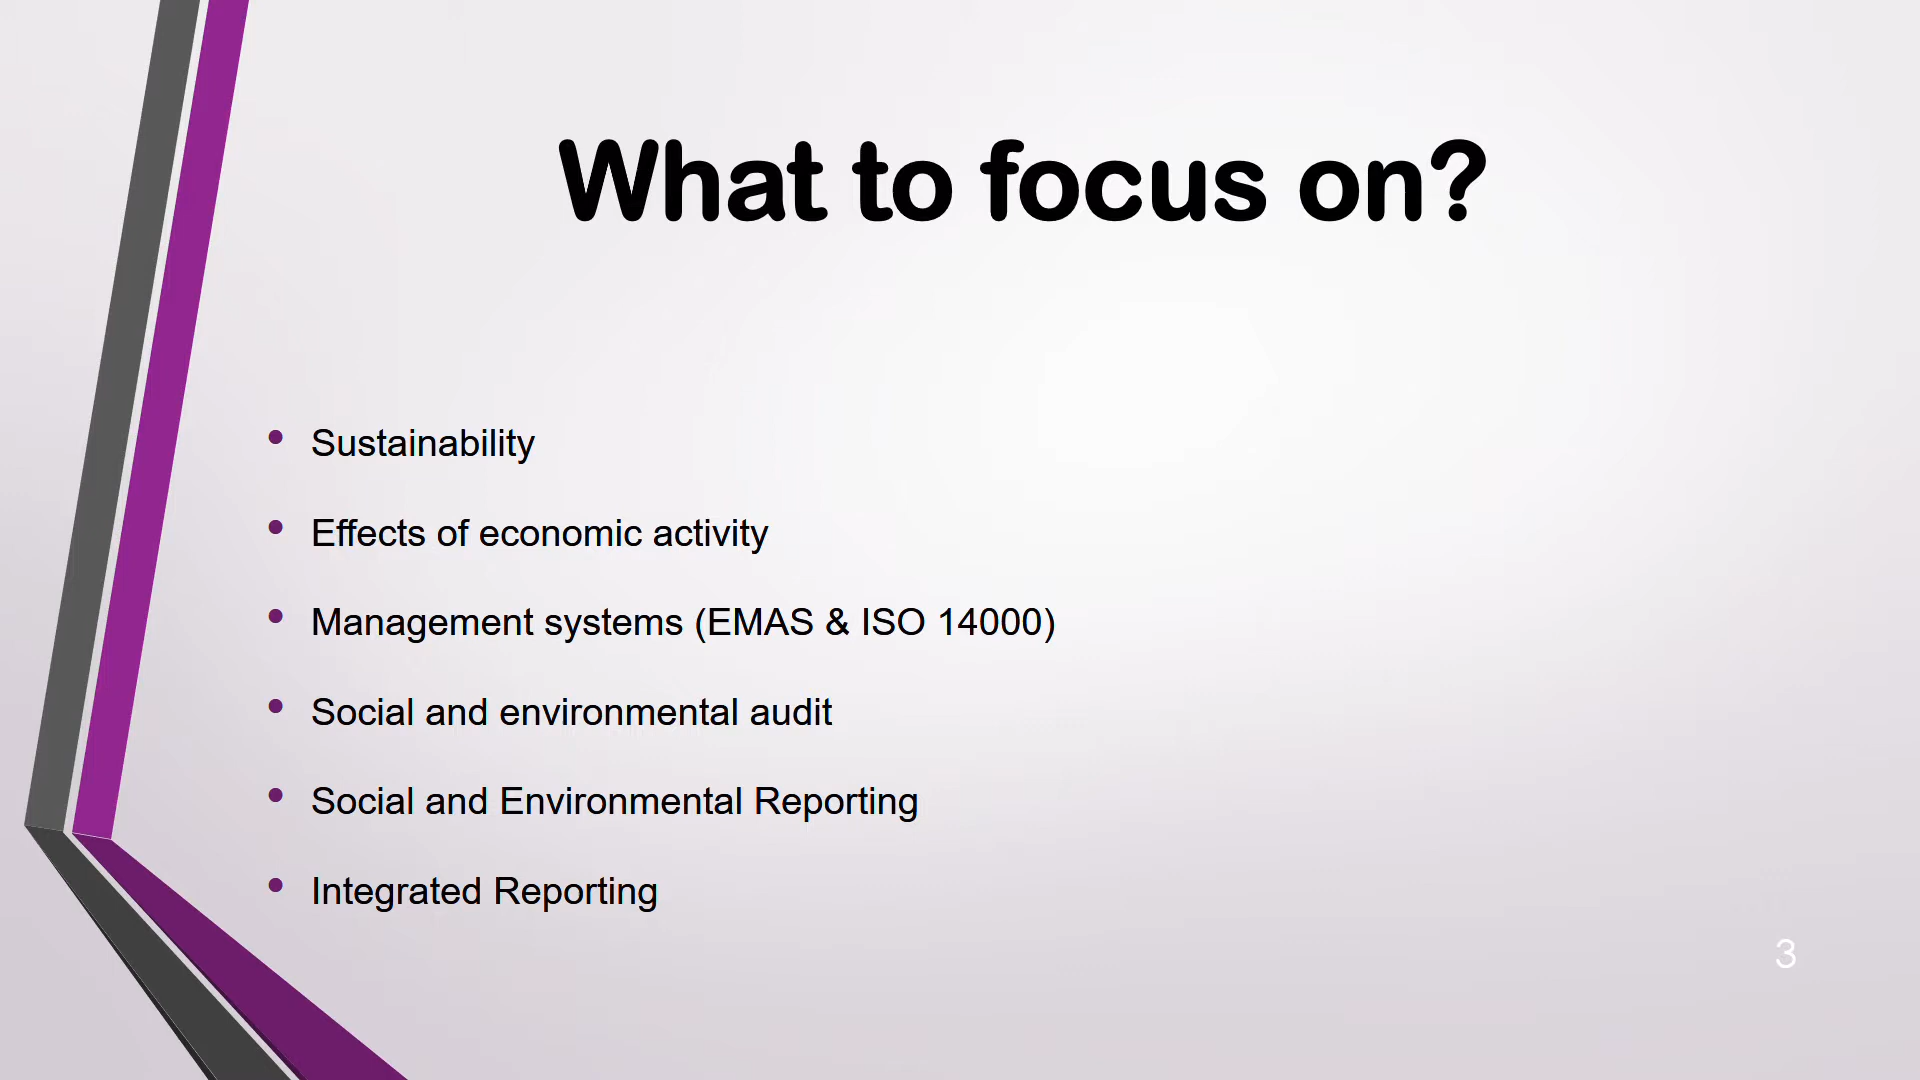 What to focus on?
• Sustainability
• Effects of economic activity
• Management systems (EMAS & ISO 14000)
• Social and environmental audit
• Social and Environmental Reporting
• Integrated Reporting
3